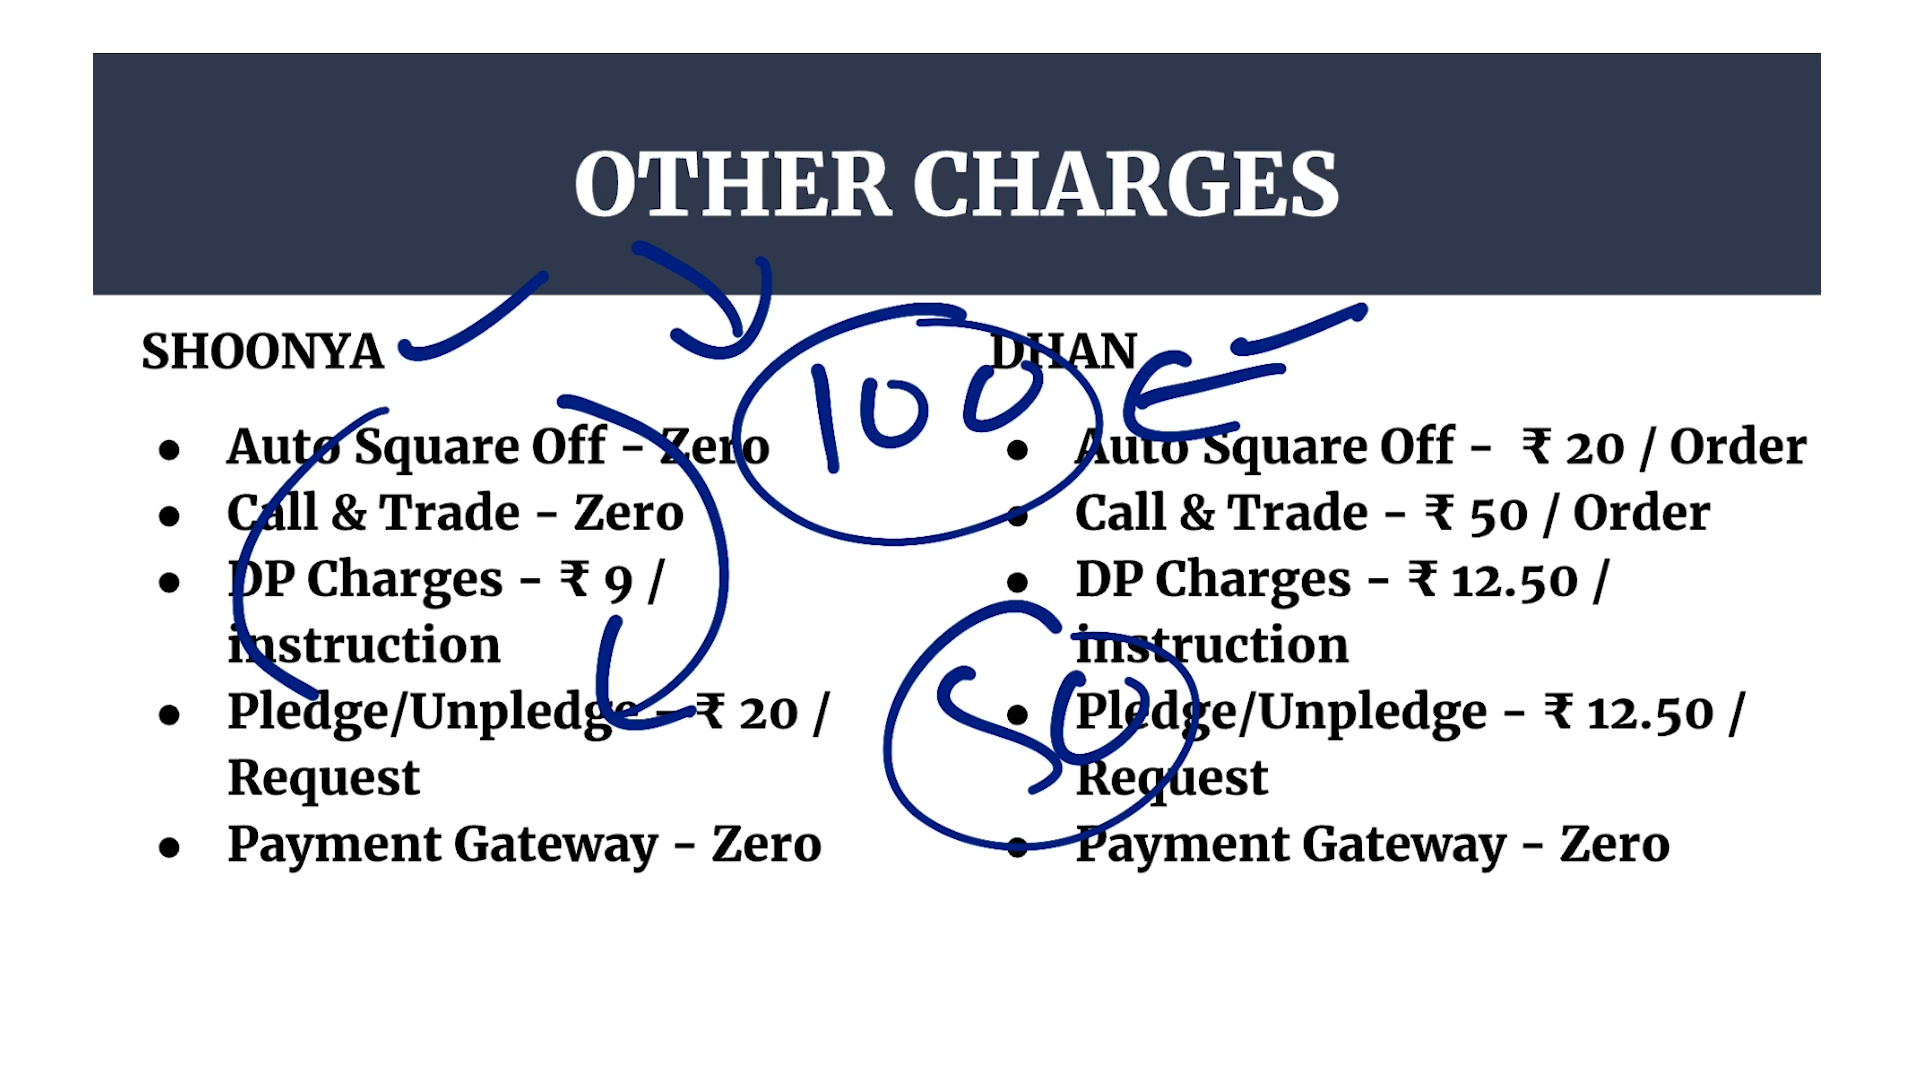 OTHER CHARGES
SHOONYA
● Auto Square Off - Zero
● Call & Trade - Zero
● DP Charges - ₹ 9 /
instruction
● Pledge/Unpledge - ₹ 20 /
Request
● Payment Gateway - Zero
100
DHAN
● Auto Square Off - ₹ 20 / Order
● Call & Trade - ₹ 50 / Order
● DP Charges - ₹ 12.50 /
instruction
● Pledge/Unpledge - ₹ 12.50 /
Request
● Payment Gateway - Zero
50